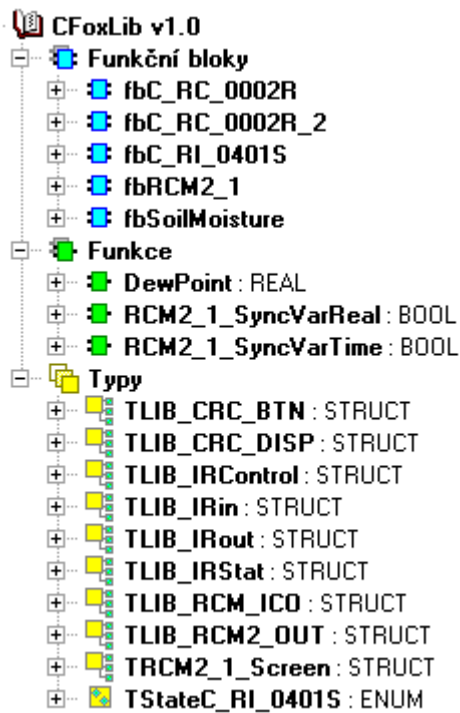 CFoxLib v1.0
Funkční bloky
fbC_RC_0002R
fbC_RC_0002R_2
fbC_RI_0401S
fbRCM2_1
fbSoilMoisture
Funkce
DewPoint : REAL
RCM2_1_SyncVarReal : BOOL
RCM2_1_SyncVarTime : BOOL
Typy
TLIB_CRC_BTN : STRUCT
TLIB_CRC_DISP : STRUCT
TLIB_IRControl : STRUCT
TLIB_IRin : STRUCT
TLIB_IRout : STRUCT
TLIB_IRStat : STRUCT
TLIB_RCM_ICO : STRUCT
TLIB_RCM2_OUT : STRUCT
TRCM2_1_Screen : STRUCT
TStateC_RI_0401S : ENUM